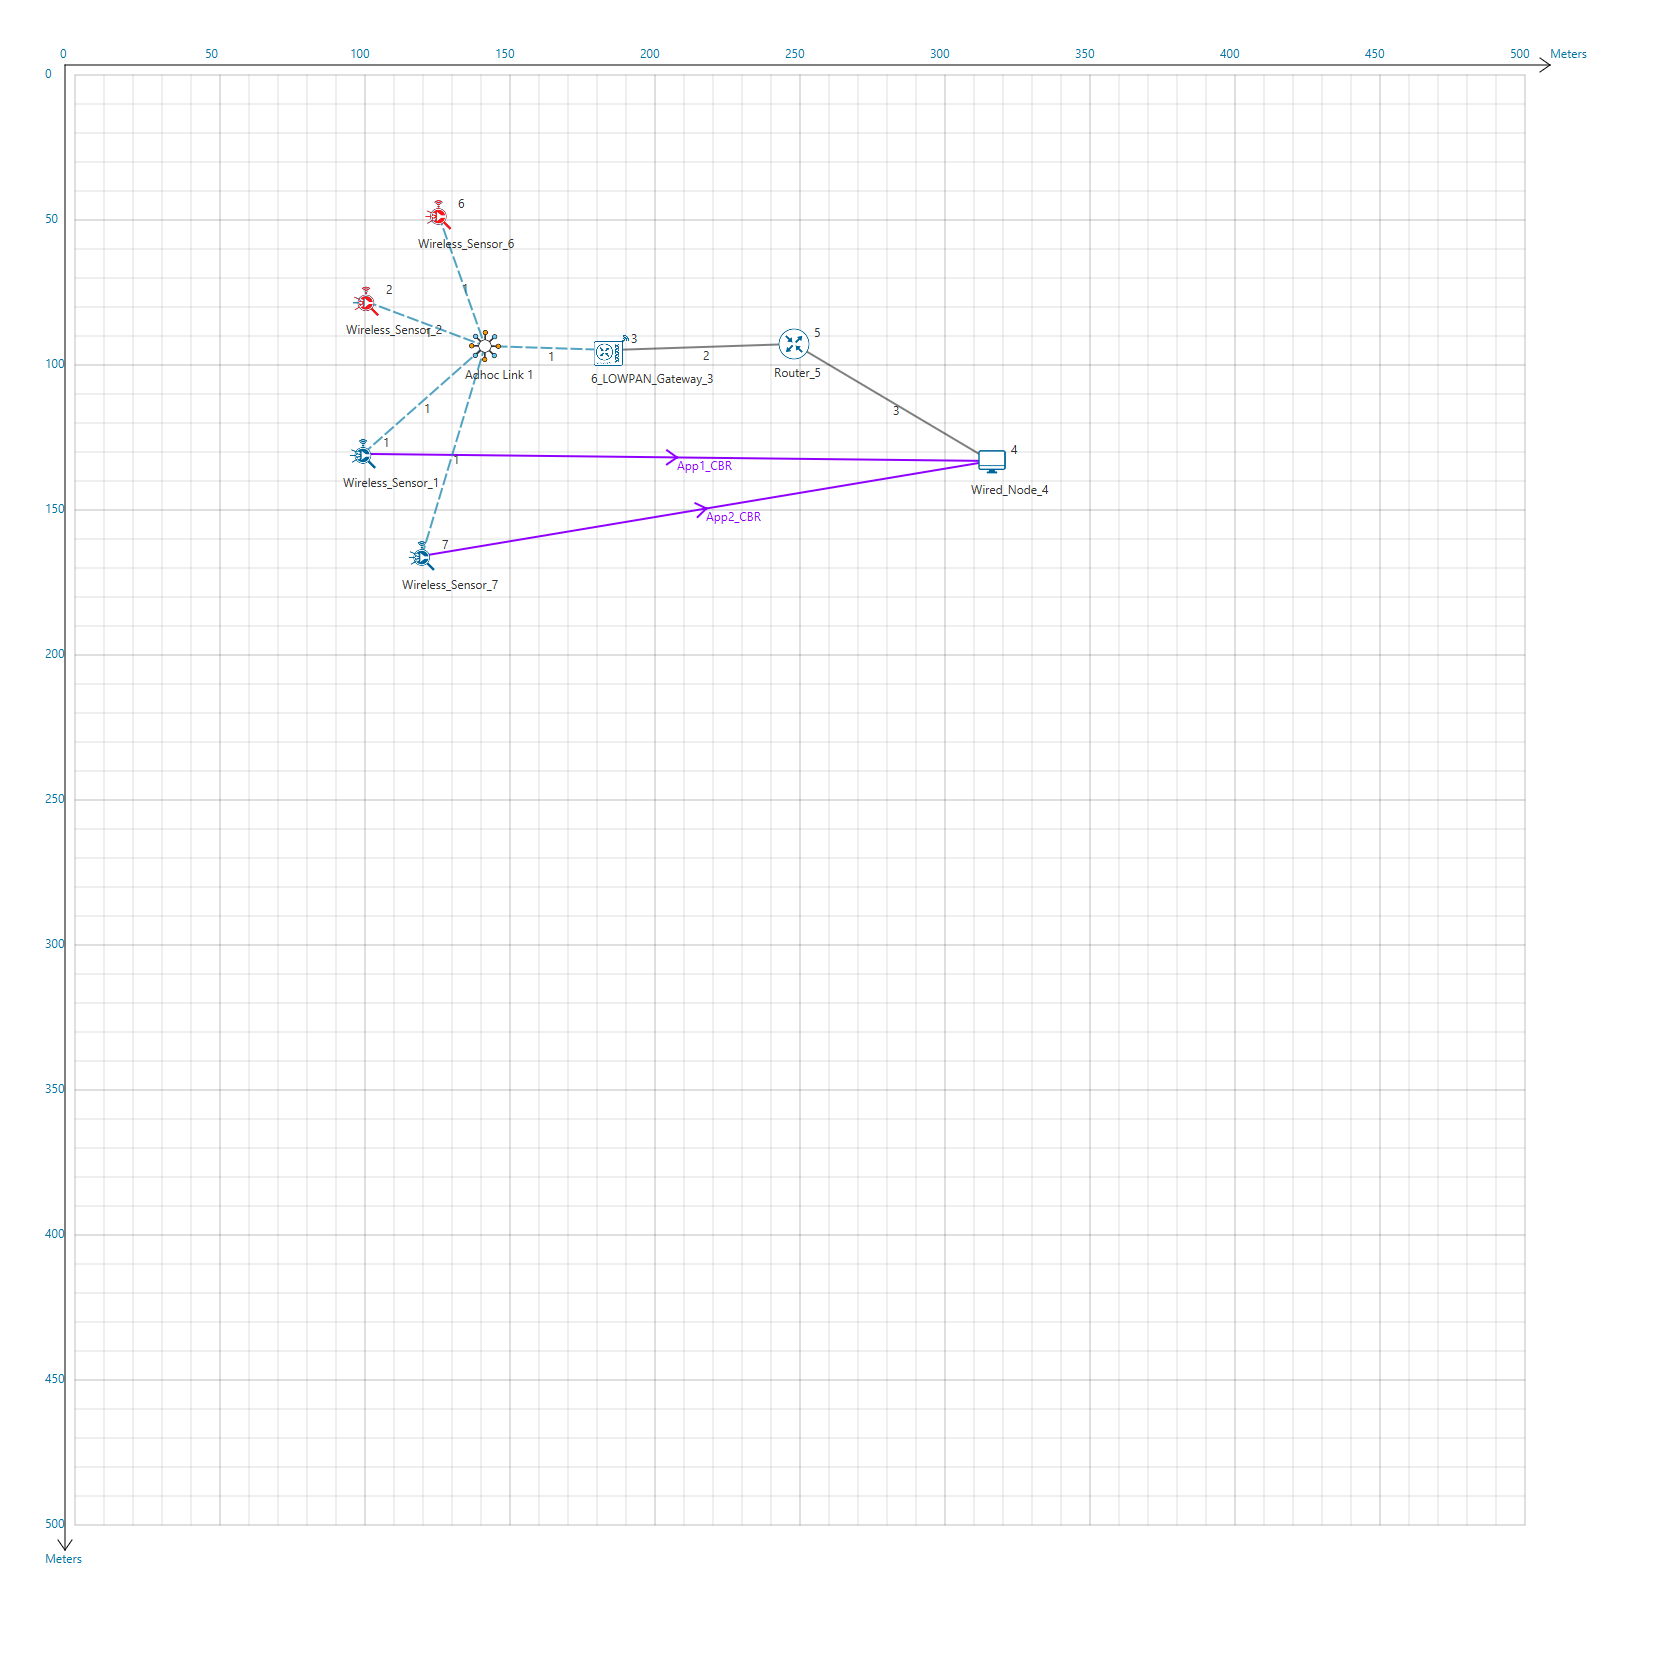 0 50 100 150 200 250 300 350 400 450 500 Meters
0
50
100
150
200
250
300
350
400
450
500
Meters
6
Wireless_Sensor_6
1
2
Wireless_Sensor_2
1
Adhoc Link 1
1
3
6_LOWPAN_Gateway_3
2
5
Router_5
3
1
1
Wireless_Sensor_1
1
App1_CBR
4
Wired_Node_4
App2_CBR
7
Wireless_Sensor_7